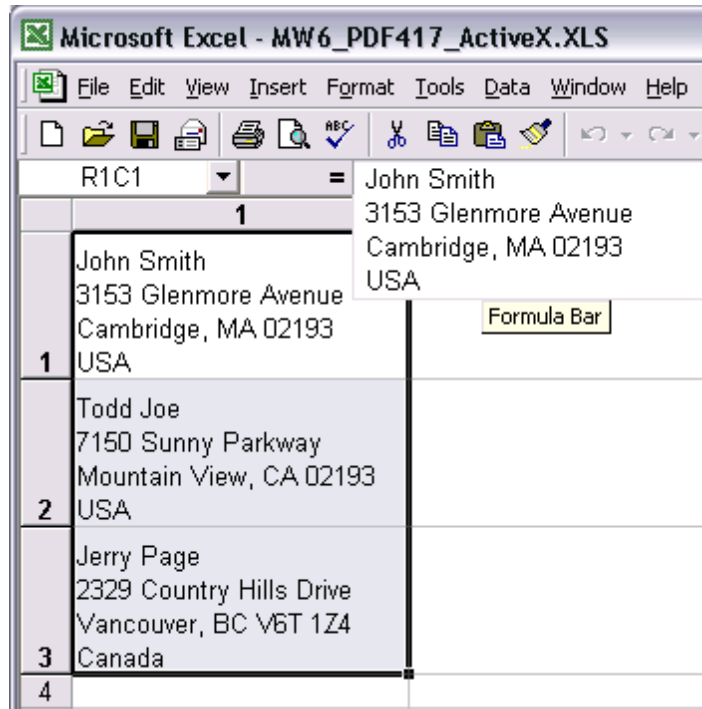 Microsoft Excel - MW6_PDF417_ActiveX.XLS
File Edit View Insert Format Tools Data Window Help
ABC
R1C1 =
John Smith
3153 Glenmore Avenue
Cambridge, MA 02193
USA
Formula Bar
1
1
John Smith
3153 Glenmore Avenue
Cambridge, MA 02193
USA
2
Todd Joe
7150 Sunny Parkway
Mountain View, CA 02193
USA
3
Jerry Page
2329 Country Hills Drive
Vancouver, BC V6T 1Z4
Canada
4